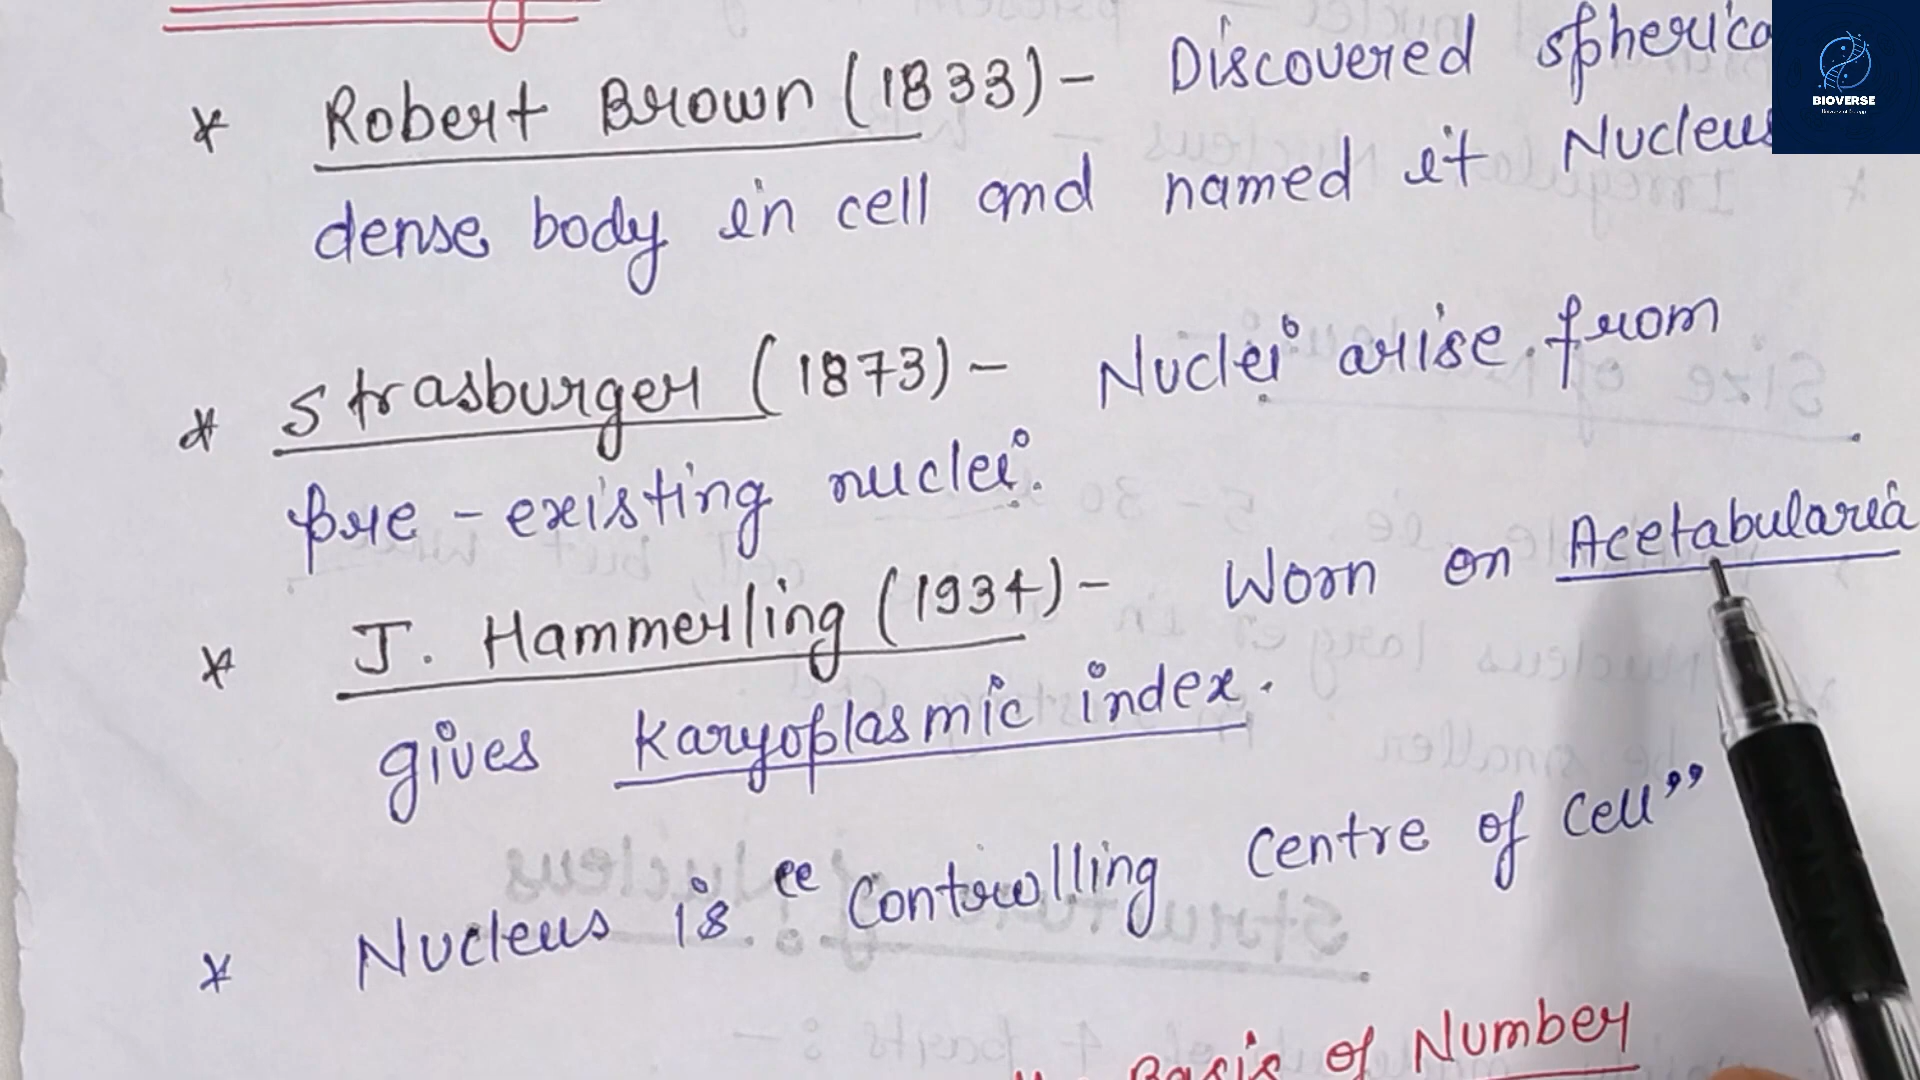 * Robert Brown (1833) - Discovered spherica
dense body in cell and named it Nucleus
* Strasburger (1873) - Nuclei arise from
pre-existing nuclei.
* J. Hammerling (1934) - Worn on Acetabularia
gives Karyoplasmic index.
* Nucleus is "Controlling Centre of Cell"
Basis of Number
BIOVERSE